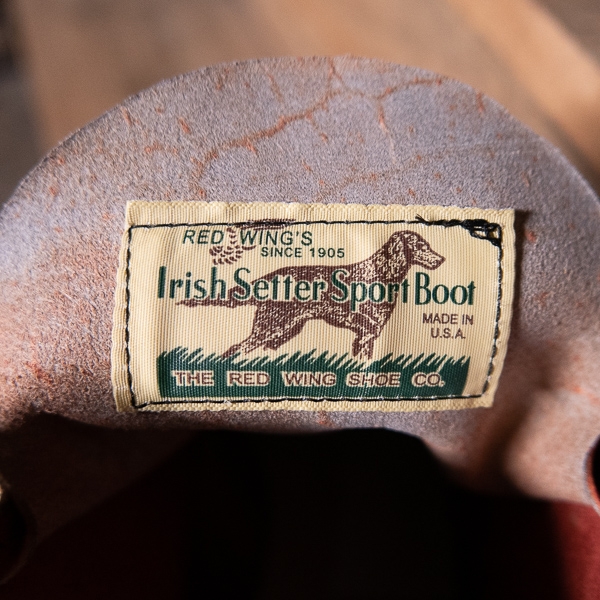 RED WING'S
SINCE 1905
Irish Setter Sport Boot
MADE IN
U.S.A.
THE RED WING SHOE CO.